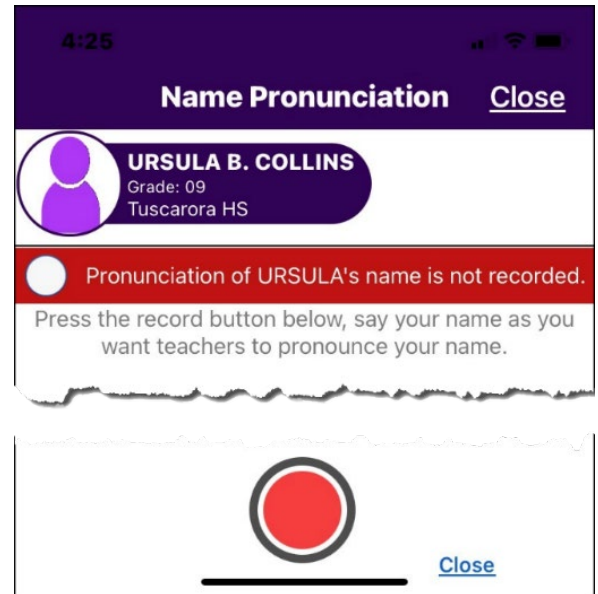 4:25
Name Pronunciation Close
URSULA B. COLLINS
Grade: 09
Tuscarora HS
Pronunciation of URSULA's name is not recorded.
Press the record button below, say your name as you
want teachers to pronounce your name.
Close